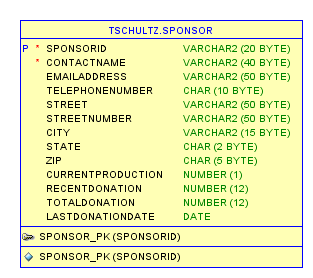 TSCHULTZ.SPONSOR
P * SPONSORID VARCHAR2 (20 BYTE)
* CONTACTNAME VARCHAR2 (40 BYTE)
EMAILADDRESS VARCHAR2 (50 BYTE)
TELEPHONENUMBER CHAR (10 BYTE)
STREET VARCHAR2 (50 BYTE)
STREETNUMBER VARCHAR2 (50 BYTE)
CITY VARCHAR2 (15 BYTE)
STATE CHAR (2 BYTE)
ZIP CHAR (5 BYTE)
CURRENTPRODUCTION NUMBER (1)
RECENTDONATION NUMBER (12)
TOTALDONATION NUMBER (12)
LASTDONATIONDATE DATE
SPONSOR_PK (SPONSORID)
SPONSOR_PK (SPONSORID)